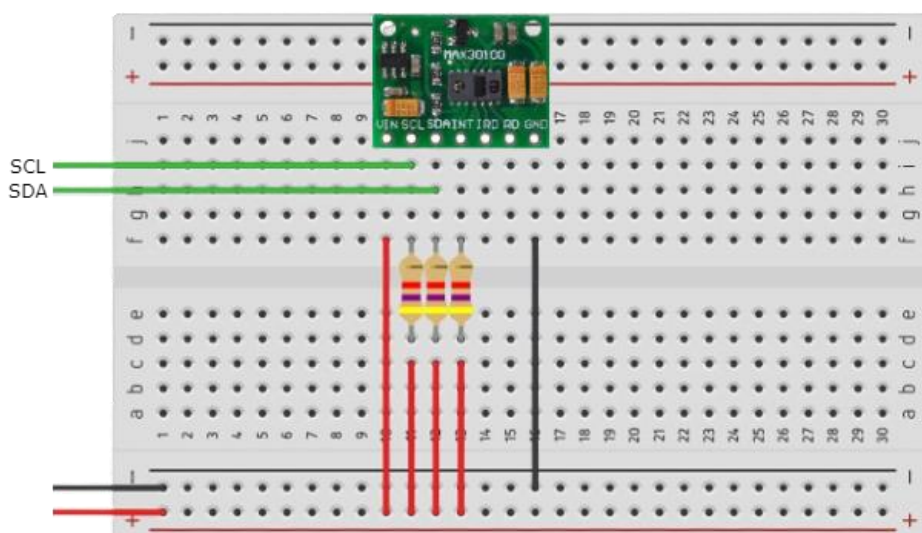 − −
+ +
MAX30100
VIN SCL SDA INT IRD RD GND
1 2 3 4 5 6 7 8 9 17 18 19 20 21 22 23 24 25 26 27 28 29 30
j j
SCL i
SDA h h
g g
f f
e e
d d
c c
b b
a a
1 2 3 4 5 6 7 8 9 10 11 12 13 14 15 16 17 18 19 20 21 22 23 24 25 26 27 28 29 30
− −
+ +